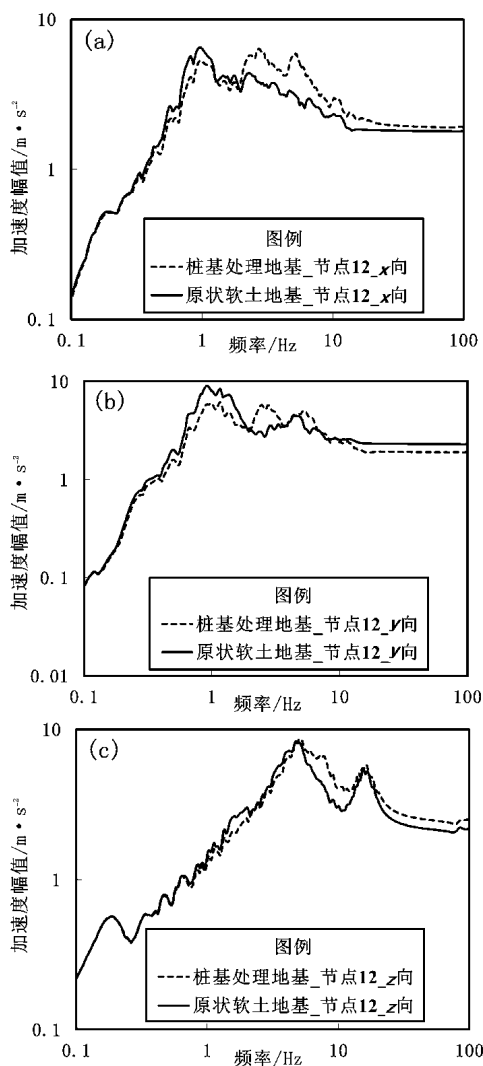 (a)
10
1
0.1
加速度幅值/m·s⁻²
图例
桩基处理地基_节点12_x向
原状软土地基_节点12_x向
0.1 1 10 100
频率/Hz
(b)
10
1
0.1
0.01
加速度幅值/m·s⁻²
图例
桩基处理地基_节点12_y向
原状软土地基_节点12_y向
0.1 1 10 100
频率/Hz
(c)
10
1
0.1
加速度幅值/m·s⁻²
图例
桩基处理地基_节点12_z向
原状软土地基_节点12_z向
0.1 1 10 100
频率/Hz